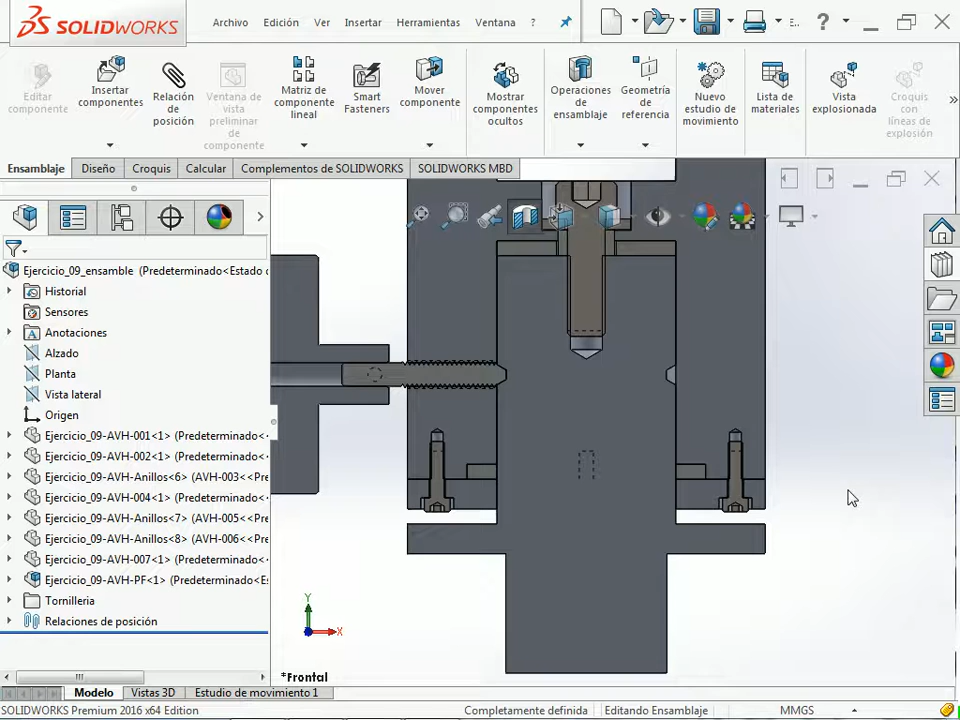 SOLIDWORKS
Archivo Edición Ver Insertar Herramientas Ventana ? E.. ?
Editar componente
Insertar componentes
Relación de posición
Ventana de vista preliminar de componente
Matriz de componente lineal
Smart Fasteners
Mover componente
Mostrar componentes ocultos
Operaciones de ensamblaje
Geometría de referencia
Nuevo estudio de movimiento
Lista de materiales
Vista explosionada
Croquis con líneas de explosión
Ensamblaje Diseño Croquis Calcular Complementos de SOLIDWORKS SOLIDWORKS MBD
Ejercicio_09_ensamble (Predeterminado<Estado
Historial
Sensores
Anotaciones
Alzado
Planta
Vista lateral
Origen
Ejercicio_09-AVH-001<1> (Predeterminado<
Ejercicio_09-AVH-002<1> (Predeterminado<
Ejercicio_09-AVH-Anillos<6> (AVH-003<<Pre
Ejercicio_09-AVH-004<1> (Predeterminado<
Ejercicio_09-AVH-Anillos<7> (AVH-005<<Pre
Ejercicio_09-AVH-Anillos<8> (AVH-006<<Pre
Ejercicio_09-AVH-007<1> (Predeterminado<
Ejercicio_09-AVH-PF<1> (Predeterminado<Es
Tornilleria
Relaciones de posición
Y
X
*Frontal
Modelo Vistas 3D Estudio de movimiento 1
SOLIDWORKS Premium 2016 x64 Edition Completamente definida Editando Ensamblaje MMGS